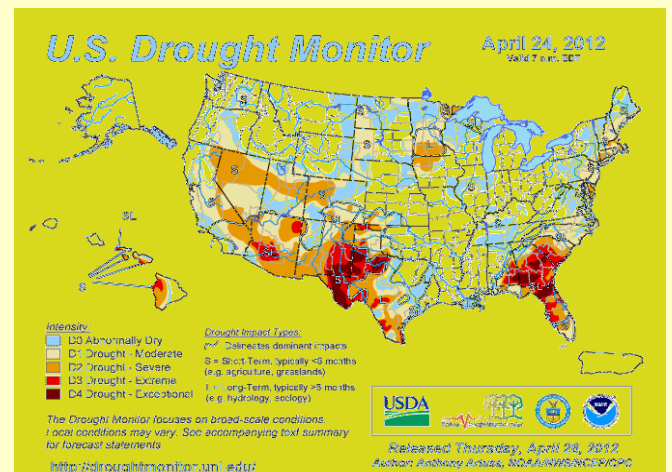 U.S. Drought Monitor
April 24, 2012
Valid 7 a.m. EDT
SL
S
S
S
S
S
S
SL
SL
L
Intensity:
D0 Abnormally Dry
D1 Drought - Moderate
D2 Drought - Severe
D3 Drought - Extreme
D4 Drought - Exceptional
Drought Impact Types:
Delineates dominant impacts
S = Short-Term, typically <6 months
(e.g. agriculture, grasslands)
L = Long-Term, typically >6 months
(e.g. hydrology, ecology)
The Drought Monitor focuses on broad-scale conditions.
Local conditions may vary. See accompanying text summary
for forecast statements.
http://droughtmonitor.unl.edu/
USDA
Released Thursday, April 26, 2012
Author: Anthony Artusa, NOAA/NWS/NCEP/CPC